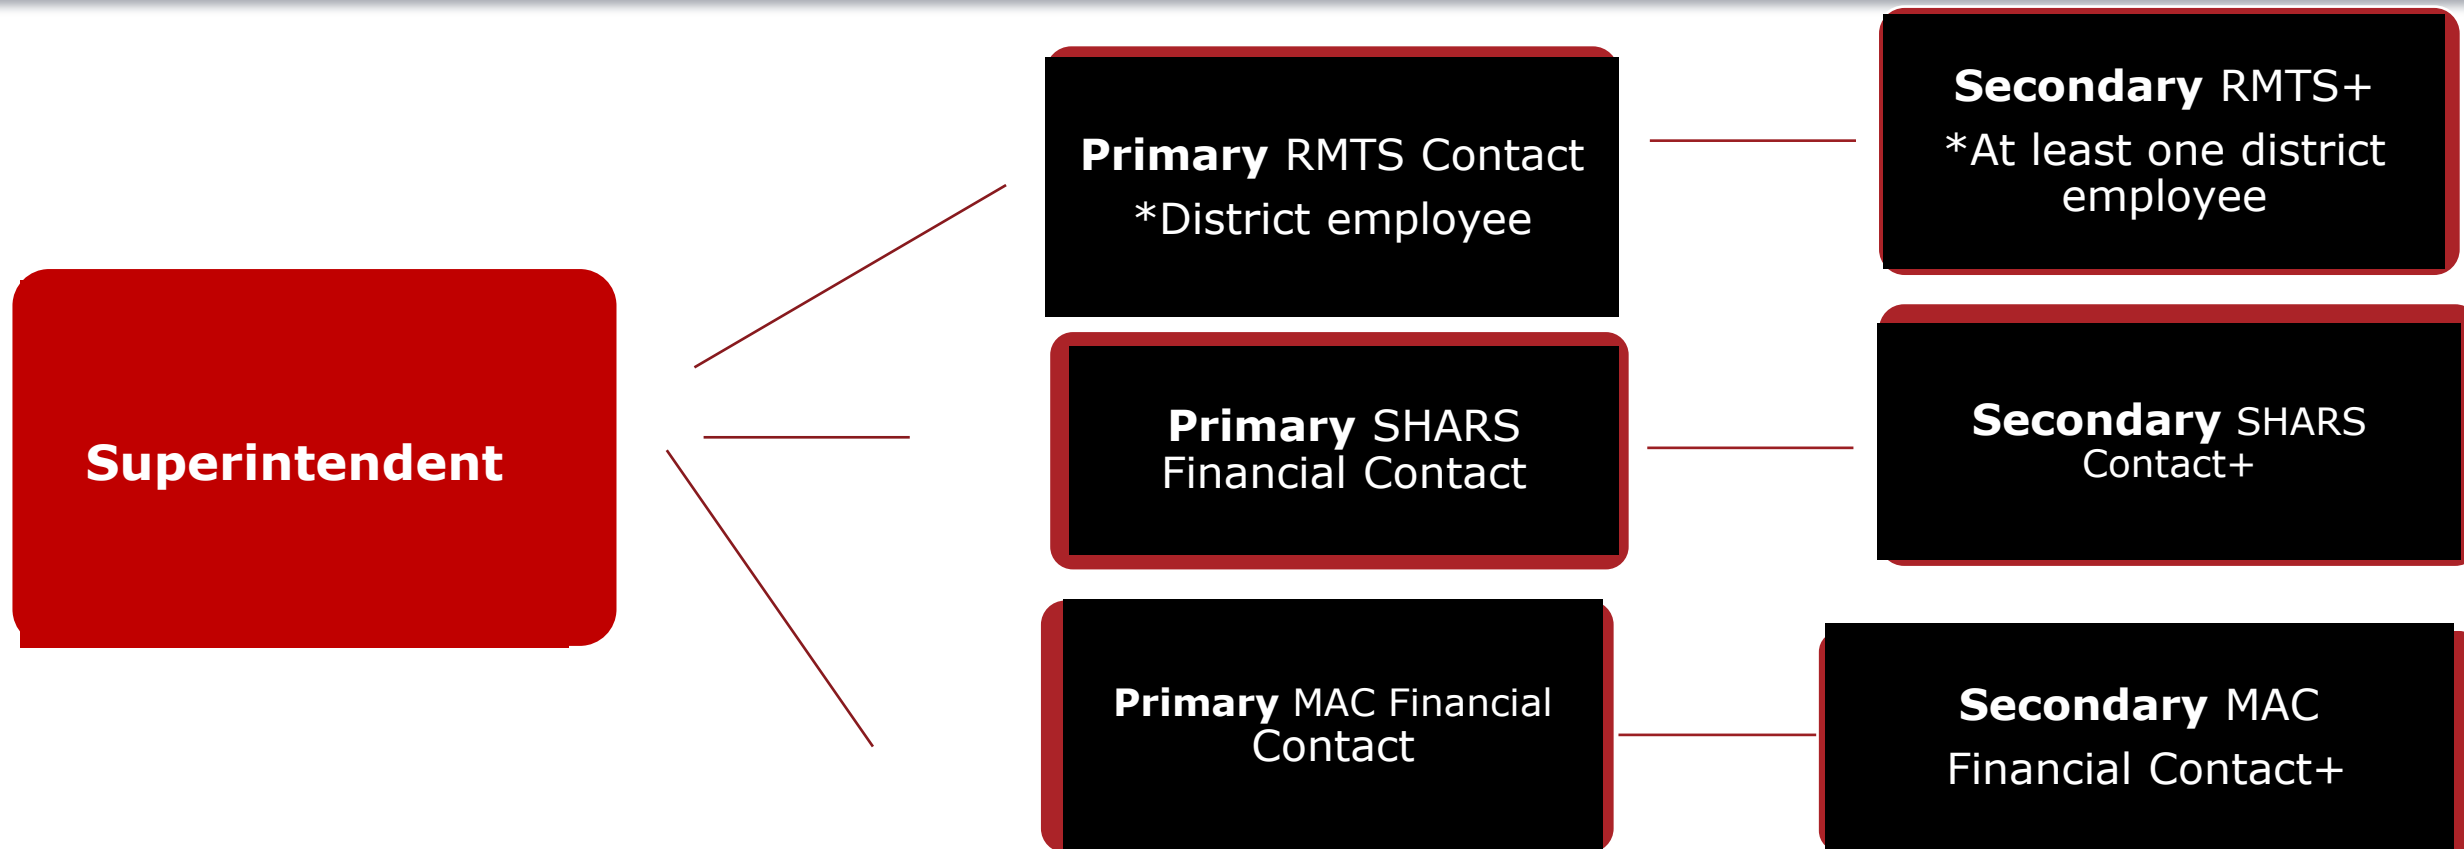 Superintendent
Primary RMTS Contact
*District employee
Secondary RMTS+
*At least one district
employee
Primary SHARS
Financial Contact
Secondary SHARS
Contact+
Primary MAC Financial
Contact
Secondary MAC
Financial Contact+